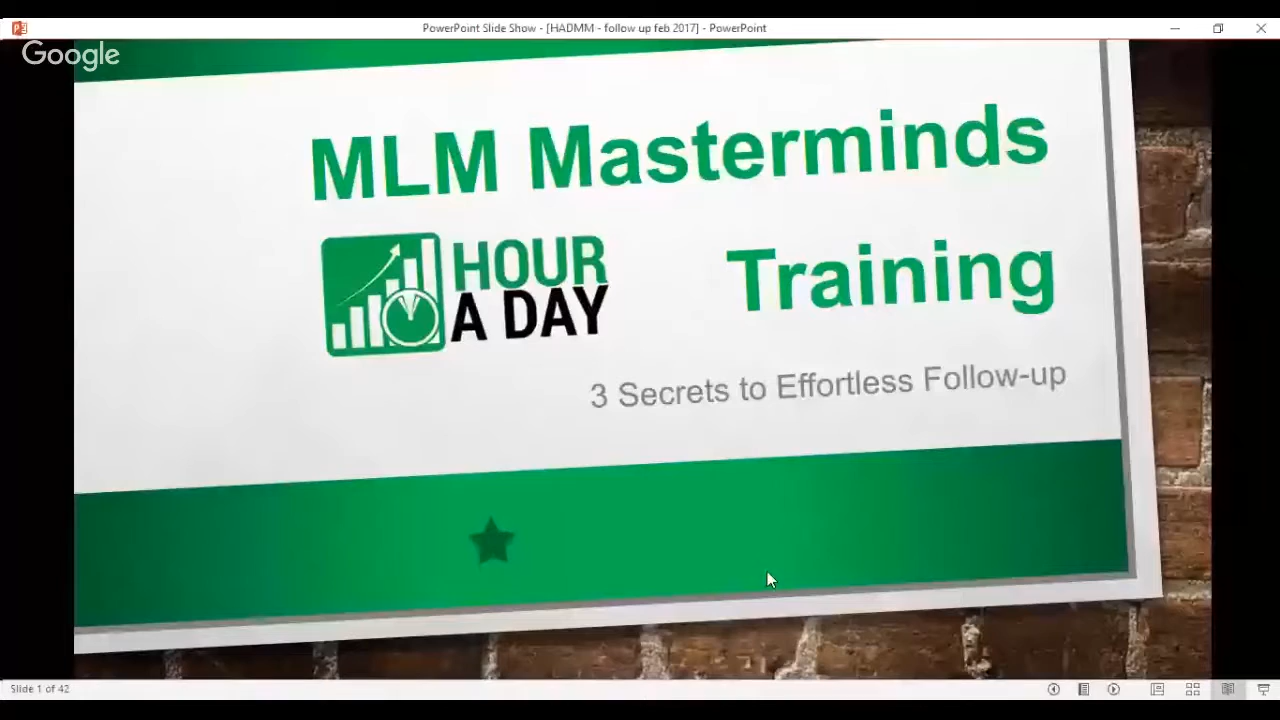 PowerPoint Slide Show - [HADMM - follow up feb 2017] - PowerPoint
Google
MLM Masterminds
HOUR
A DAY
Training
3 Secrets to Effortless Follow-up
Slide 1 of 42